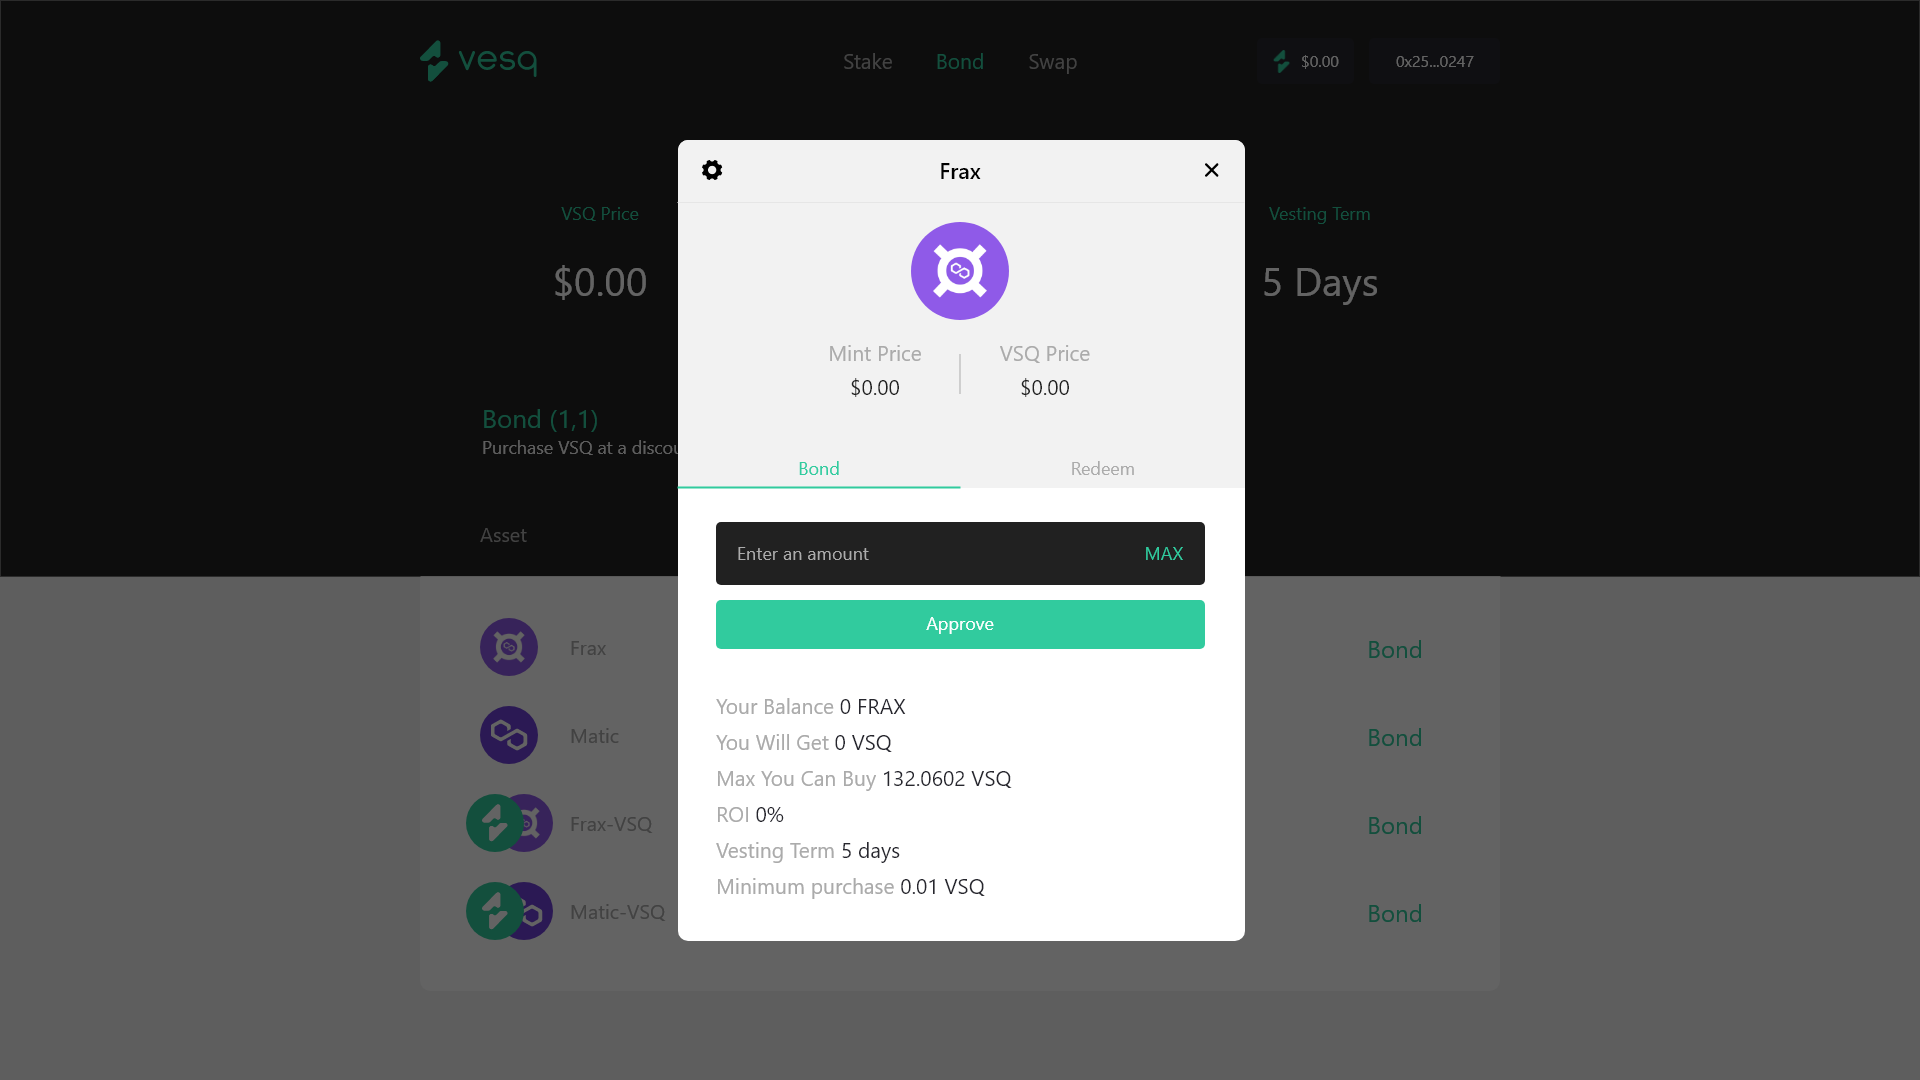 vesq
Stake
Bond
Swap
$0.00
0x25...0247
VSQ Price
$0.00
Vesting Term
5 Days
Bond (1,1)
Purchase VSQ at a
Asset
Frax
Bond
Matic
Bond
Frax-VSQ
Bond
Matic-VSQ
Bond
Frax
Mint Price
$0.00
VSQ Price
$0.00
Bond
Redeem
Enter an amount
MAX
Approve
Your Balance 0 FRAX
You Will Get 0 VSQ
Max You Can Buy 132.0602 VSQ
ROI 0%
Vesting Term 5 days
Minimum purchase 0.01 VSQ